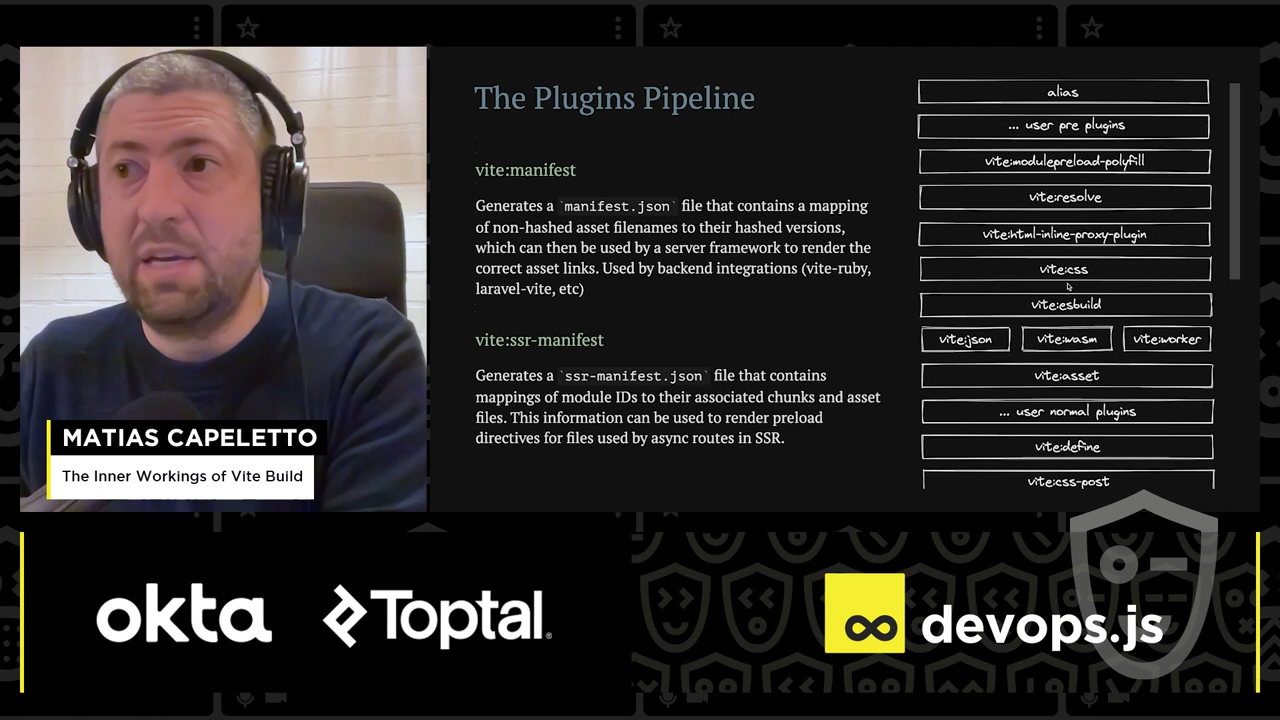 The Plugins Pipeline
vite:manifest
Generates a `manifest.json` file that contains a mapping
of non-hashed asset filenames to their hashed versions,
which can then be used by a server framework to render the
correct asset links. Used by backend integrations (vite-ruby,
laravel-vite, etc)
vite:ssr-manifest
Generates a `ssr-manifest.json` file that contains
mappings of module IDs to their associated chunks and asset
files. This information can be used to render preload
directives for files used by async routes in SSR.
alias
... user pre plugins
vite:modulepreload-polyfill
vite:resolve
vite:html-inline-proxy-plugin
vite:css
vite:esbuild
vite:json vite:wasm vite:worker
vite:asset
... user normal plugins
vite:define
vite:css-post
MATIAS CAPELETTO
The Inner Workings of Vite Build
okta Toptal®
devops.js